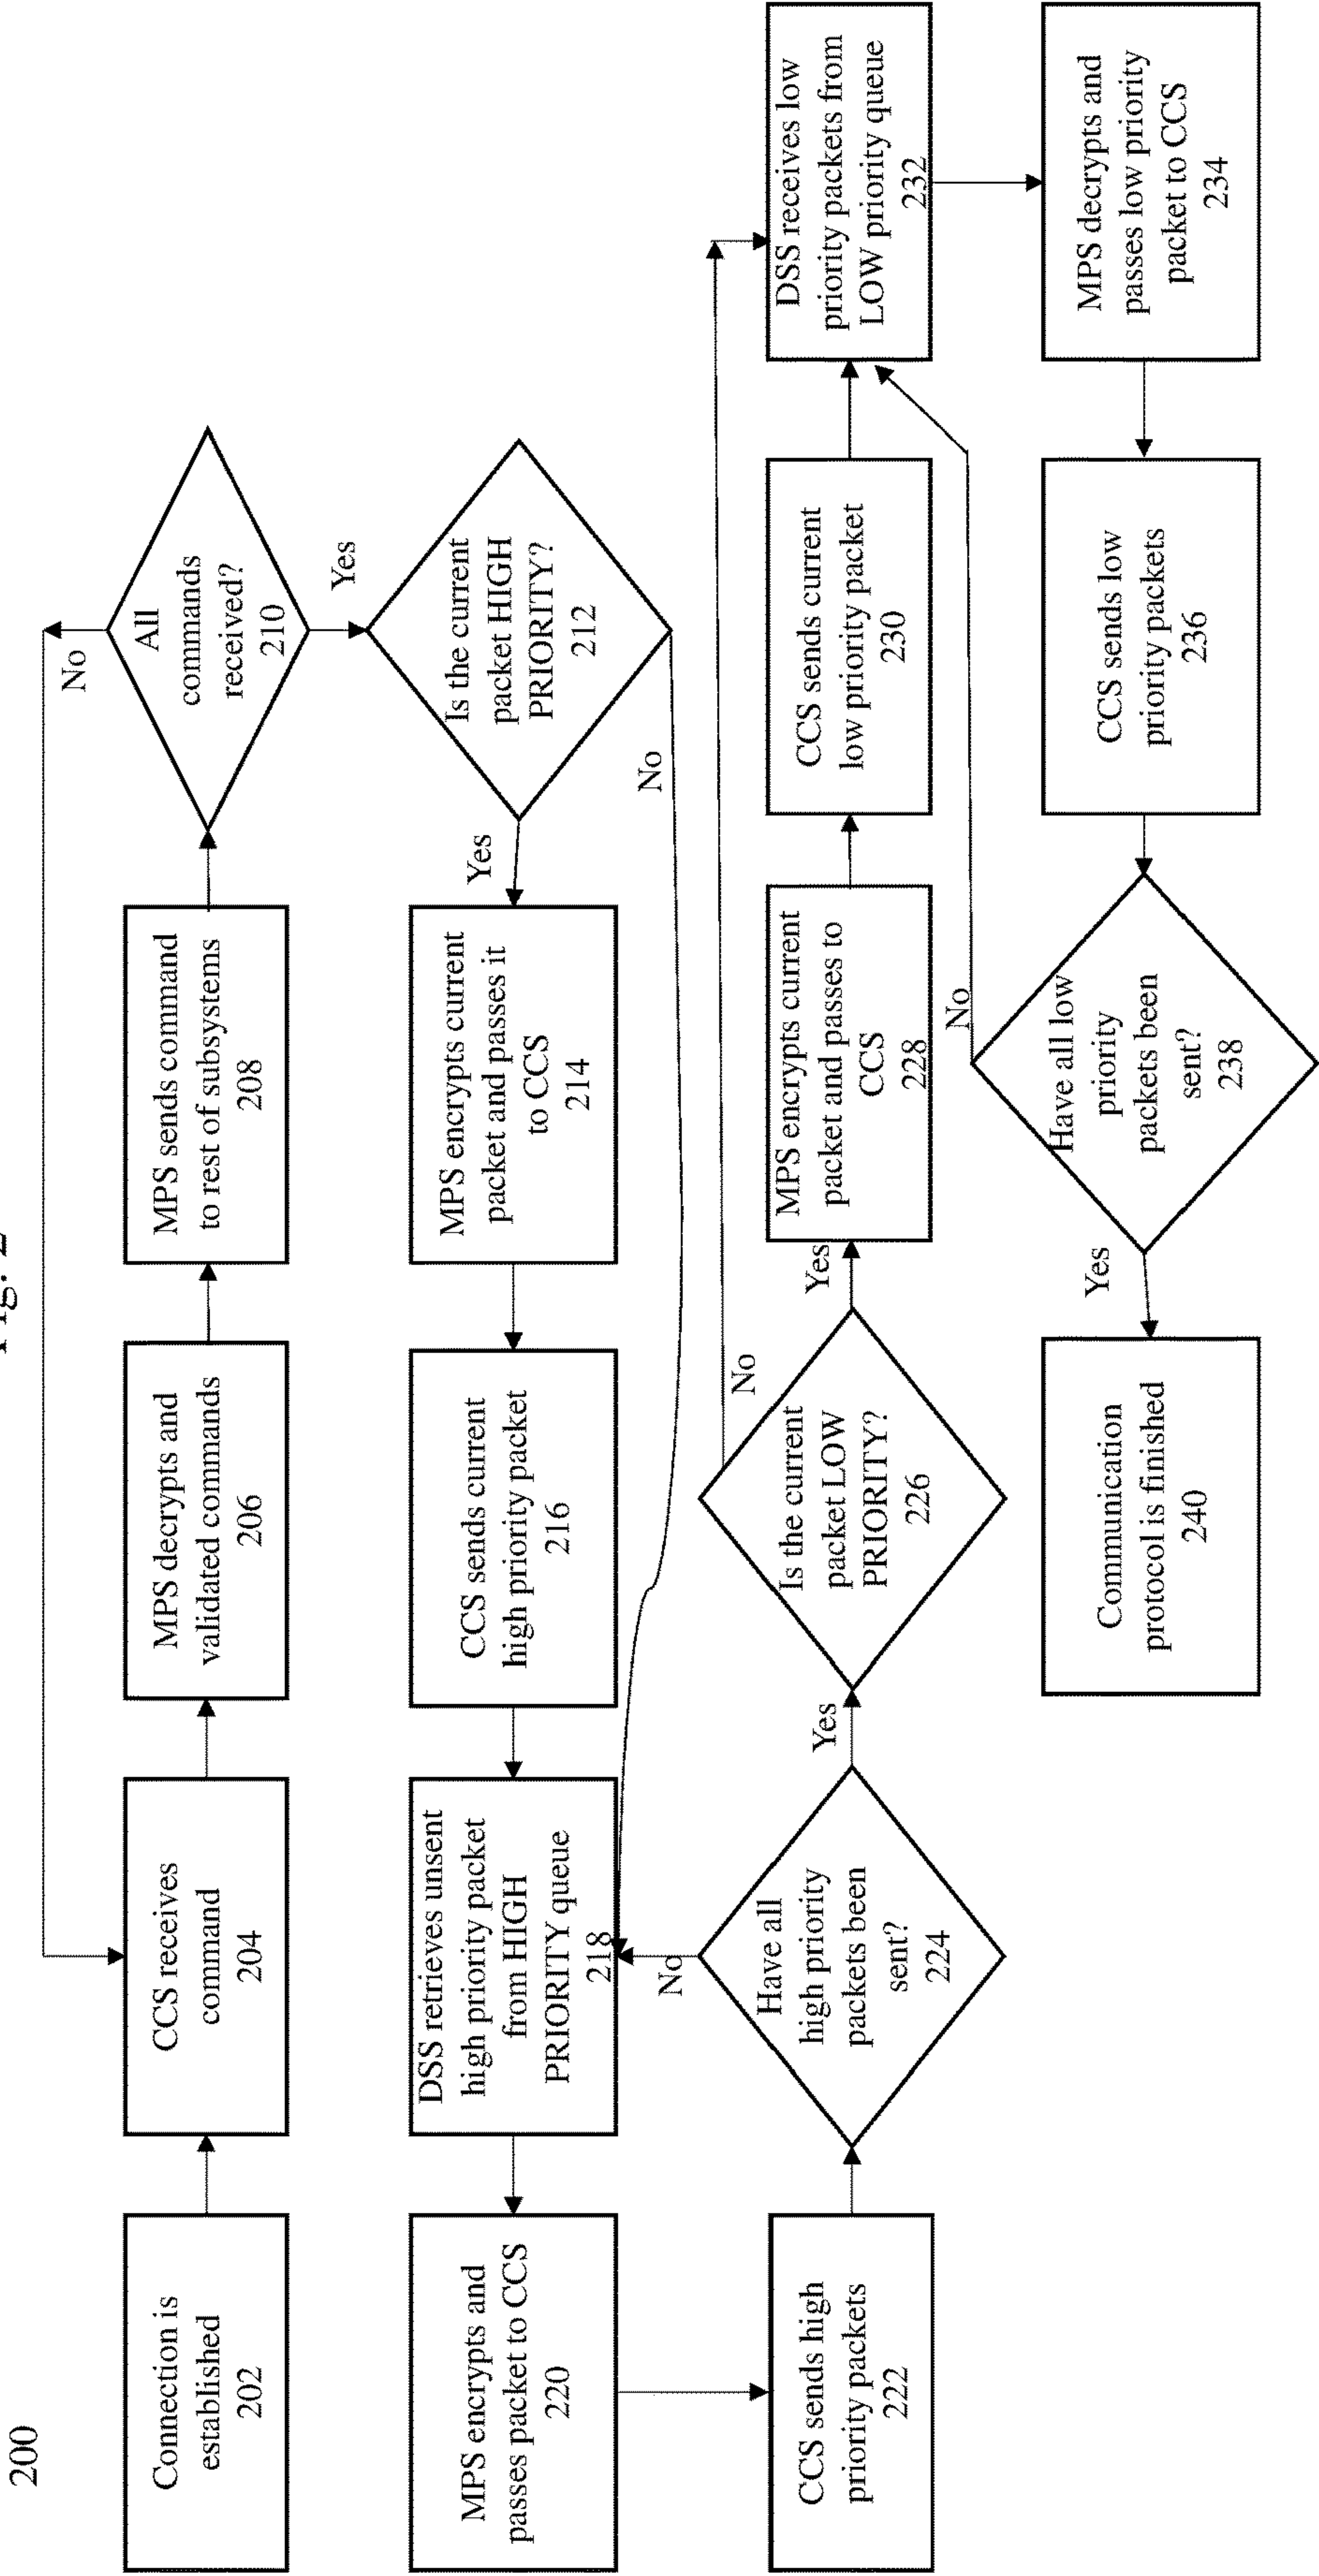 200
Fig. 2
Connection is
established
202
CCS receives
command
204
MPS decrypts and
validated commands
206
MPS sends command
to rest of subsystems
208
All
commands
received?
210
No
Yes
Is the current
packet HIGH
PRIORITY?
212
Yes
No
MPS encrypts current
packet and passes it
to CCS
214
CCS sends current
high priority packet
216
DSS retrieves unsent
high priority packet
from HIGH
PRIORITY queue
218
MPS encrypts and
passes packet to CCS
220
CCS sends high
priority packets
222
Have all
high priority
packets been
sent?
224
No
Yes
Is the current
packet LOW
PRIORITY?
226
No
Yes
MPS encrypts current
packet and passes to
CCS
228
CCS sends current
low priority packet
230
DSS receives low
priority packets from
LOW priority queue
232
MPS decrypts and
passes low priority
packet to CCS
234
CCS sends low
priority packets
236
Have all low
priority
packets been
sent?
238
No
Yes
Communication
protocol is finished
240